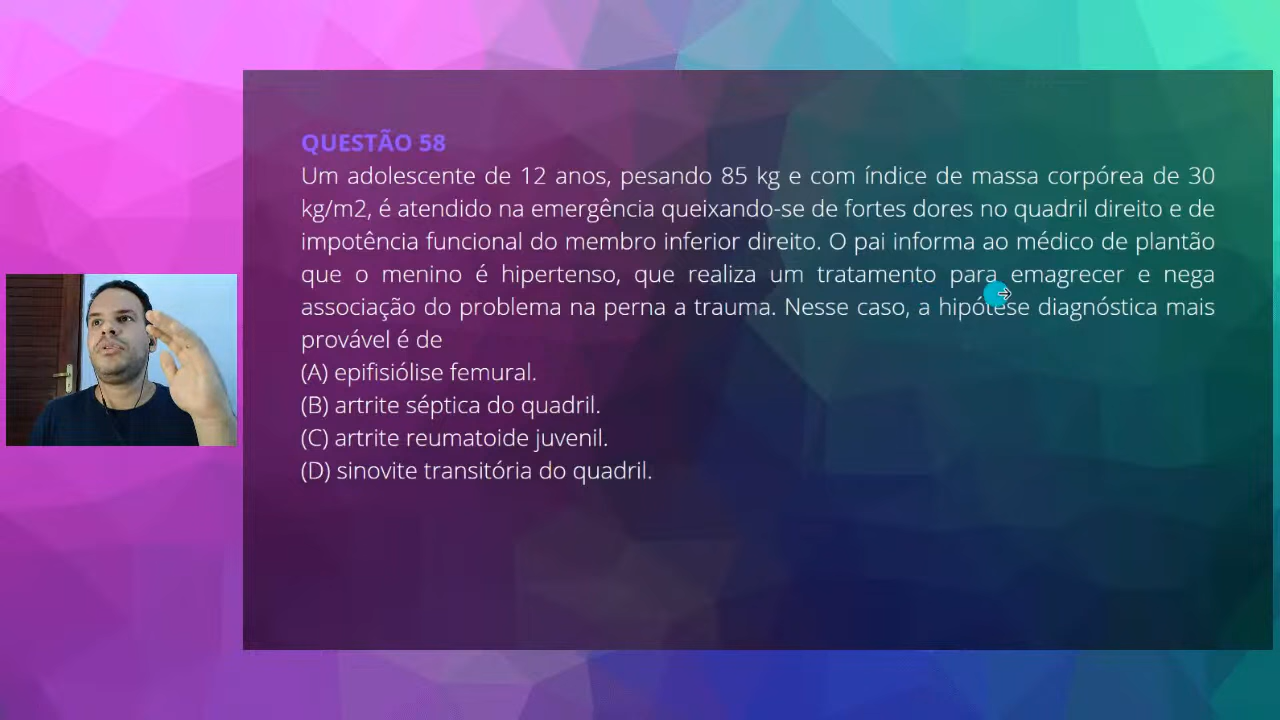 QUESTÃO 58
Um adolescente de 12 anos, pesando 85 kg e com índice de massa corpórea de 30
kg/m2, é atendido na emergência queixando-se de fortes dores no quadril direito e de
impotência funcional do membro inferior direito. O pai informa ao médico de plantão
que o menino é hipertenso, que realiza um tratamento para emagrecer e nega
associação do problema na perna a trauma. Nesse caso, a hipótese diagnóstica mais
provável é de
(A) epifisiólise femural.
(B) artrite séptica do quadril.
(C) artrite reumatoide juvenil.
(D) sinovite transitória do quadril.